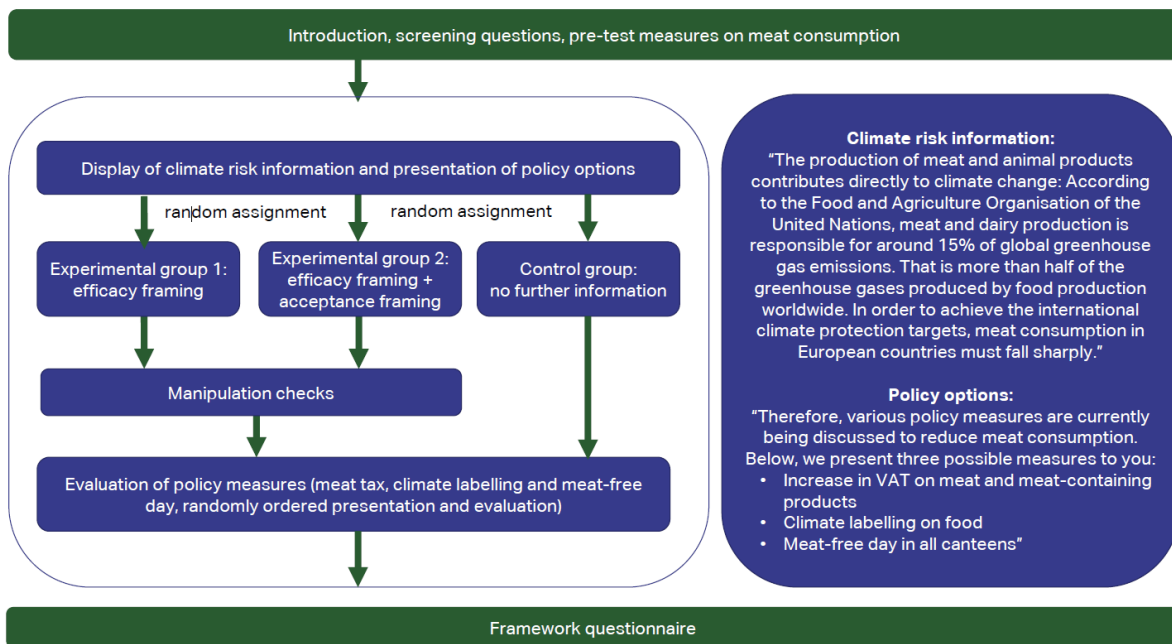 Introduction, screening questions, pre-test measures on meat consumption
Display of climate risk information and presentation of policy options
random assignment
random assignment
Experimental group 1:
efficacy framing
Experimental group 2:
efficacy framing +
acceptance framing
Control group:
no further information
Manipulation checks
Evaluation of policy measures (meat tax, climate labelling and meat-free
day, randomly ordered presentation and evaluation)
Climate risk information:
“The production of meat and animal products
contributes directly to climate change: According
to the Food and Agriculture Organisation of the
United Nations, meat and dairy production is
responsible for around 15% of global greenhouse
gas emissions. That is more than half of the
greenhouse gases produced by food production
worldwide. In order to achieve the international
climate protection targets, meat consumption in
European countries must fall sharply.”
Policy options:
“Therefore, various policy measures are currently
being discussed to reduce meat consumption.
Below, we present three possible measures to you:
• Increase in VAT on meat and meat-containing
products
• Climate labelling on food
• Meat-free day in all canteens”
Framework questionnaire